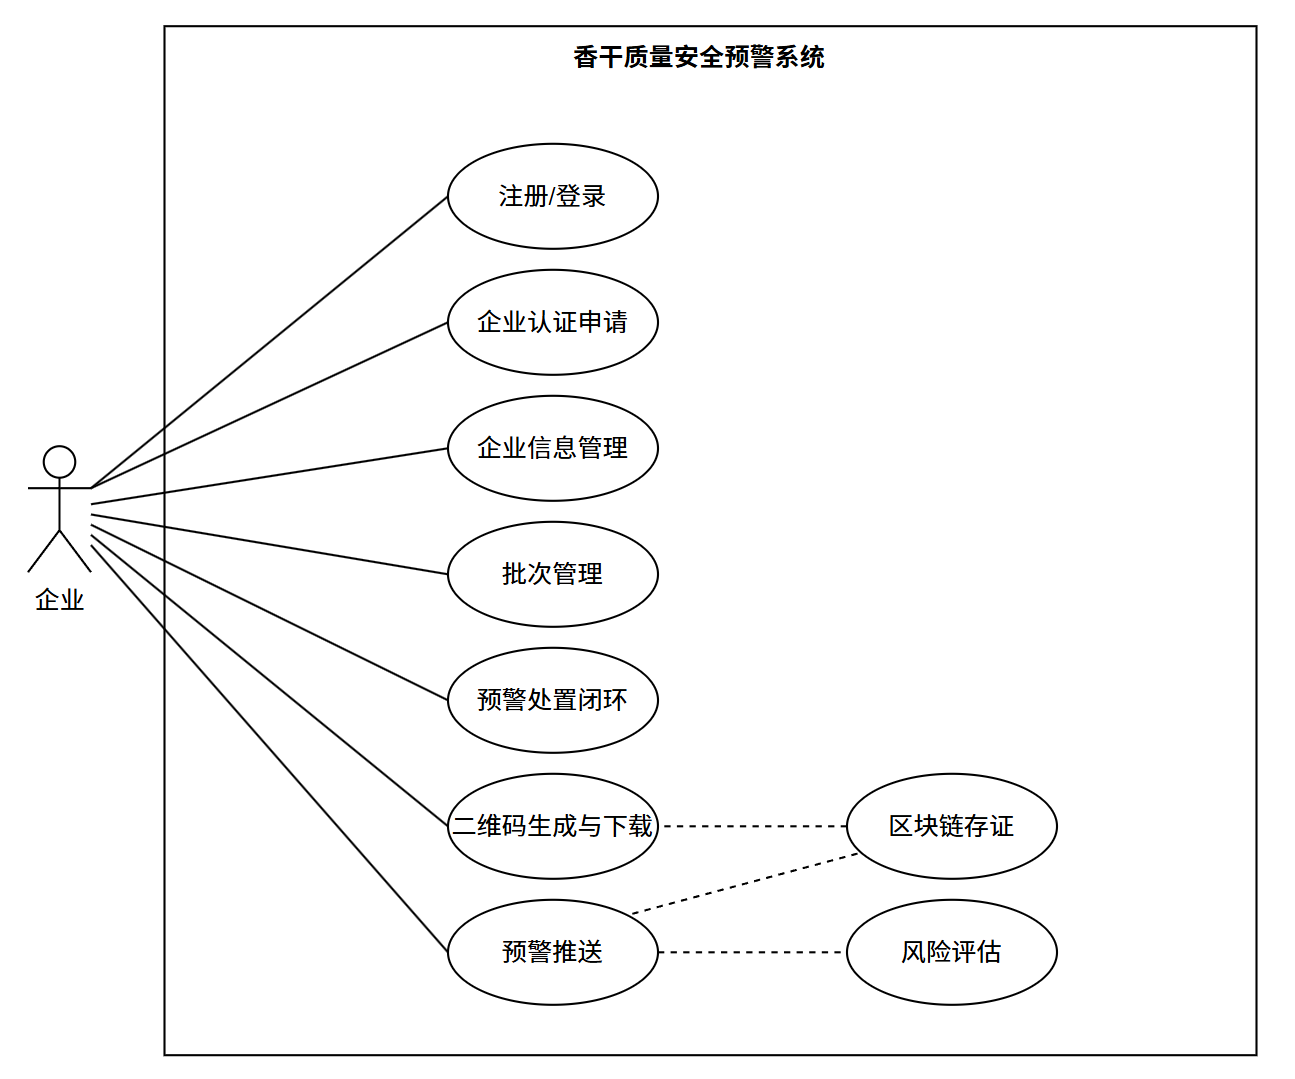 香干质量安全预警系统
注册/登录
企业认证申请
企业信息管理
企业
批次管理
预警处置闭环
二维码生成与下载
区块链存证
预警推送
风险评估